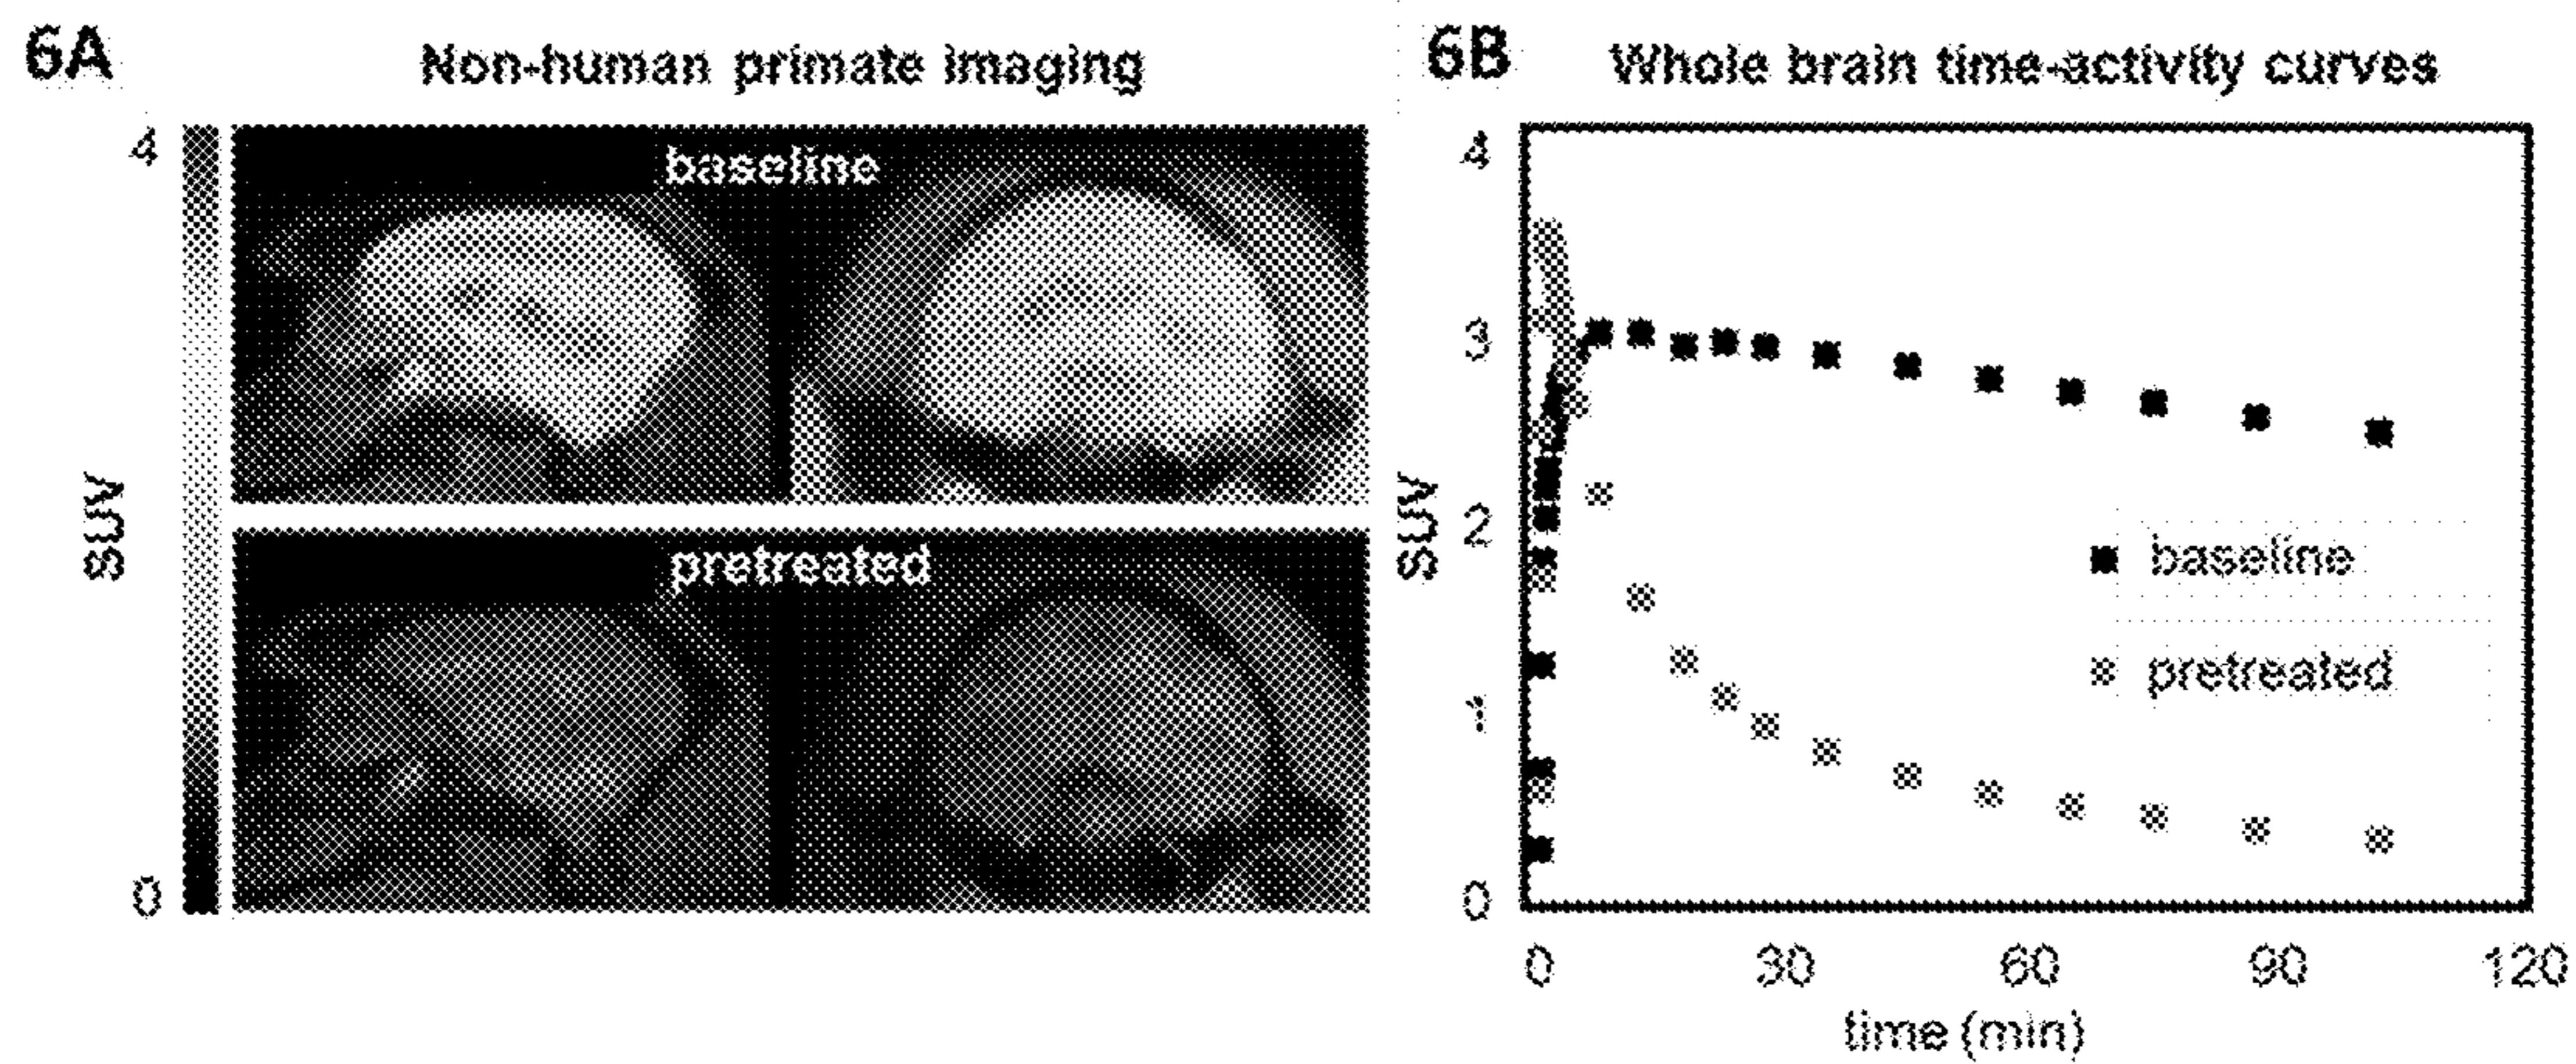 6A
Non-human primate imaging
4
SUV
0
baseline
pretreated
6B
Whole brain time-activity curves
4
3
2
1
0
SUV
baseline
pretreated
0 30 60 90 120
time (min)